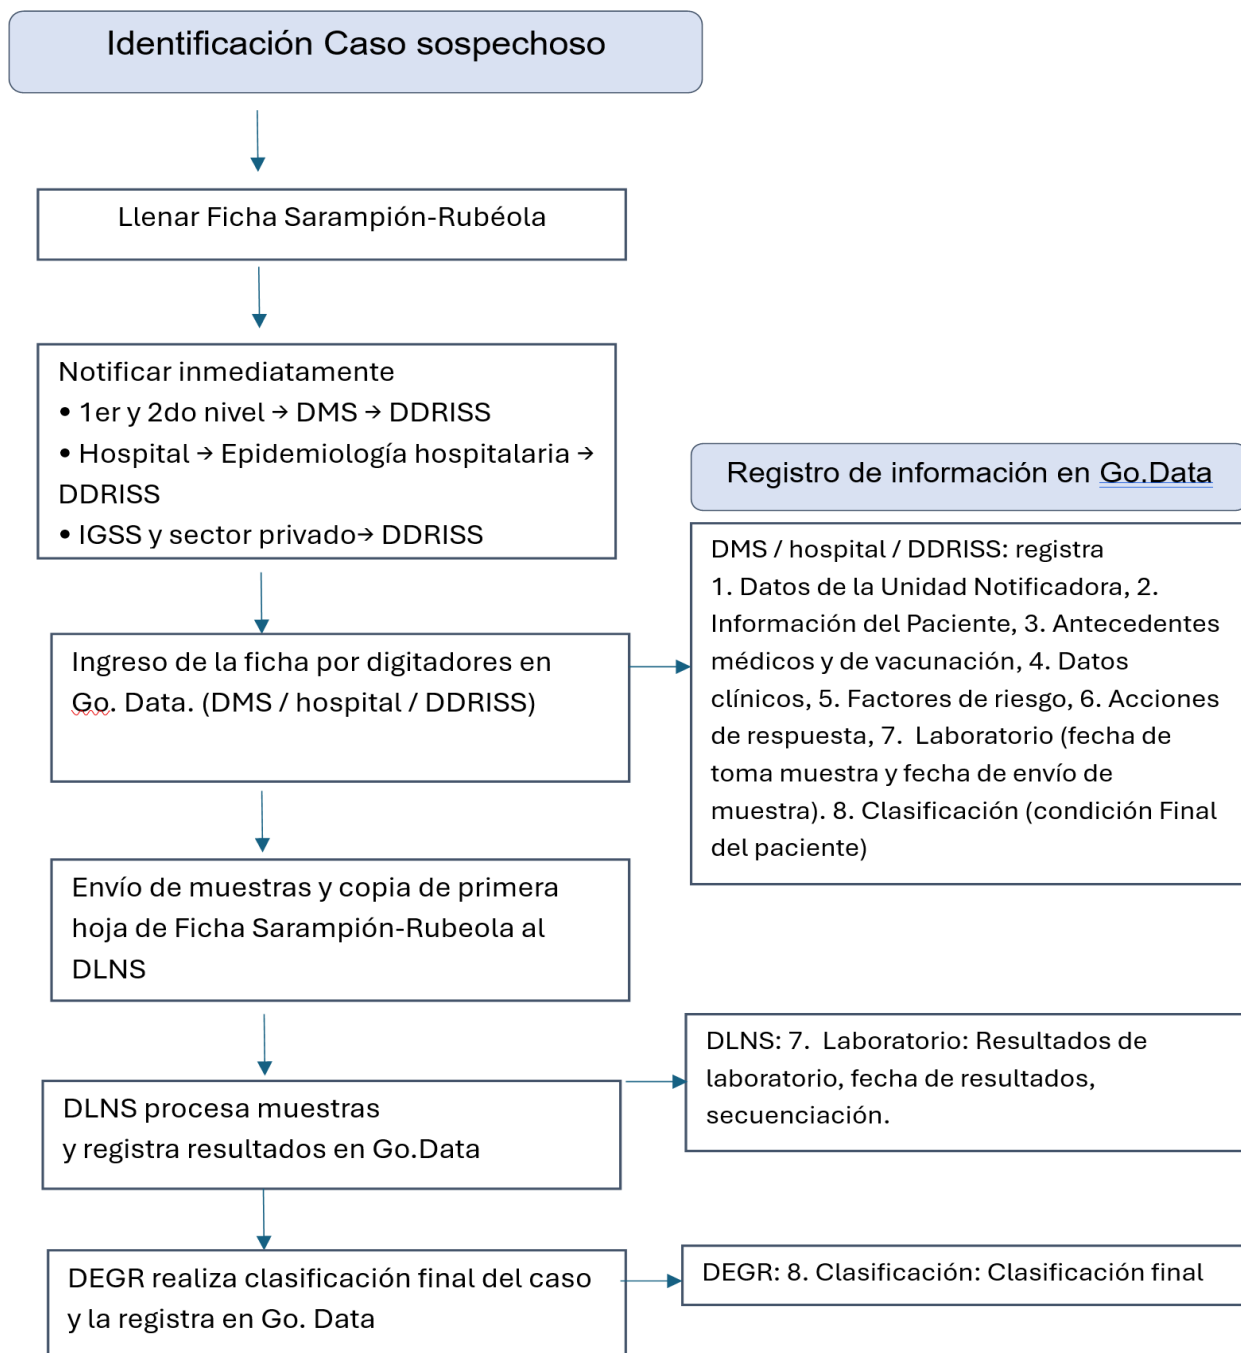 Identificación Caso sospechoso
Llenar Ficha Sarampión-Rubéola
Notificar inmediatamente
• 1er y 2do nivel → DMS → DDRISS
• Hospital → Epidemiología hospitalaria →
DDRISS
• IGSS y sector privado→ DDRISS
Ingreso de la ficha por digitadores en
Go. Data. (DMS / hospital / DDRISS)
Registro de información en Go.Data
DMS / hospital / DDRISS: registra
1. Datos de la Unidad Notificadora, 2.
Información del Paciente, 3. Antecedentes
médicos y de vacunación, 4. Datos
clínicos, 5. Factores de riesgo, 6. Acciones
de respuesta, 7.  Laboratorio (fecha de
toma muestra y fecha de envío de
muestra). 8. Clasificación (condición Final
del paciente)
Envío de muestras y copia de primera
hoja de Ficha Sarampión-Rubeola al
DLNS
DLNS procesa muestras
y registra resultados en Go.Data
DLNS: 7.  Laboratorio: Resultados de
laboratorio, fecha de resultados,
secuenciación.
DEGR realiza clasificación final del caso
y la registra en Go. Data
DEGR: 8. Clasificación: Clasificación final